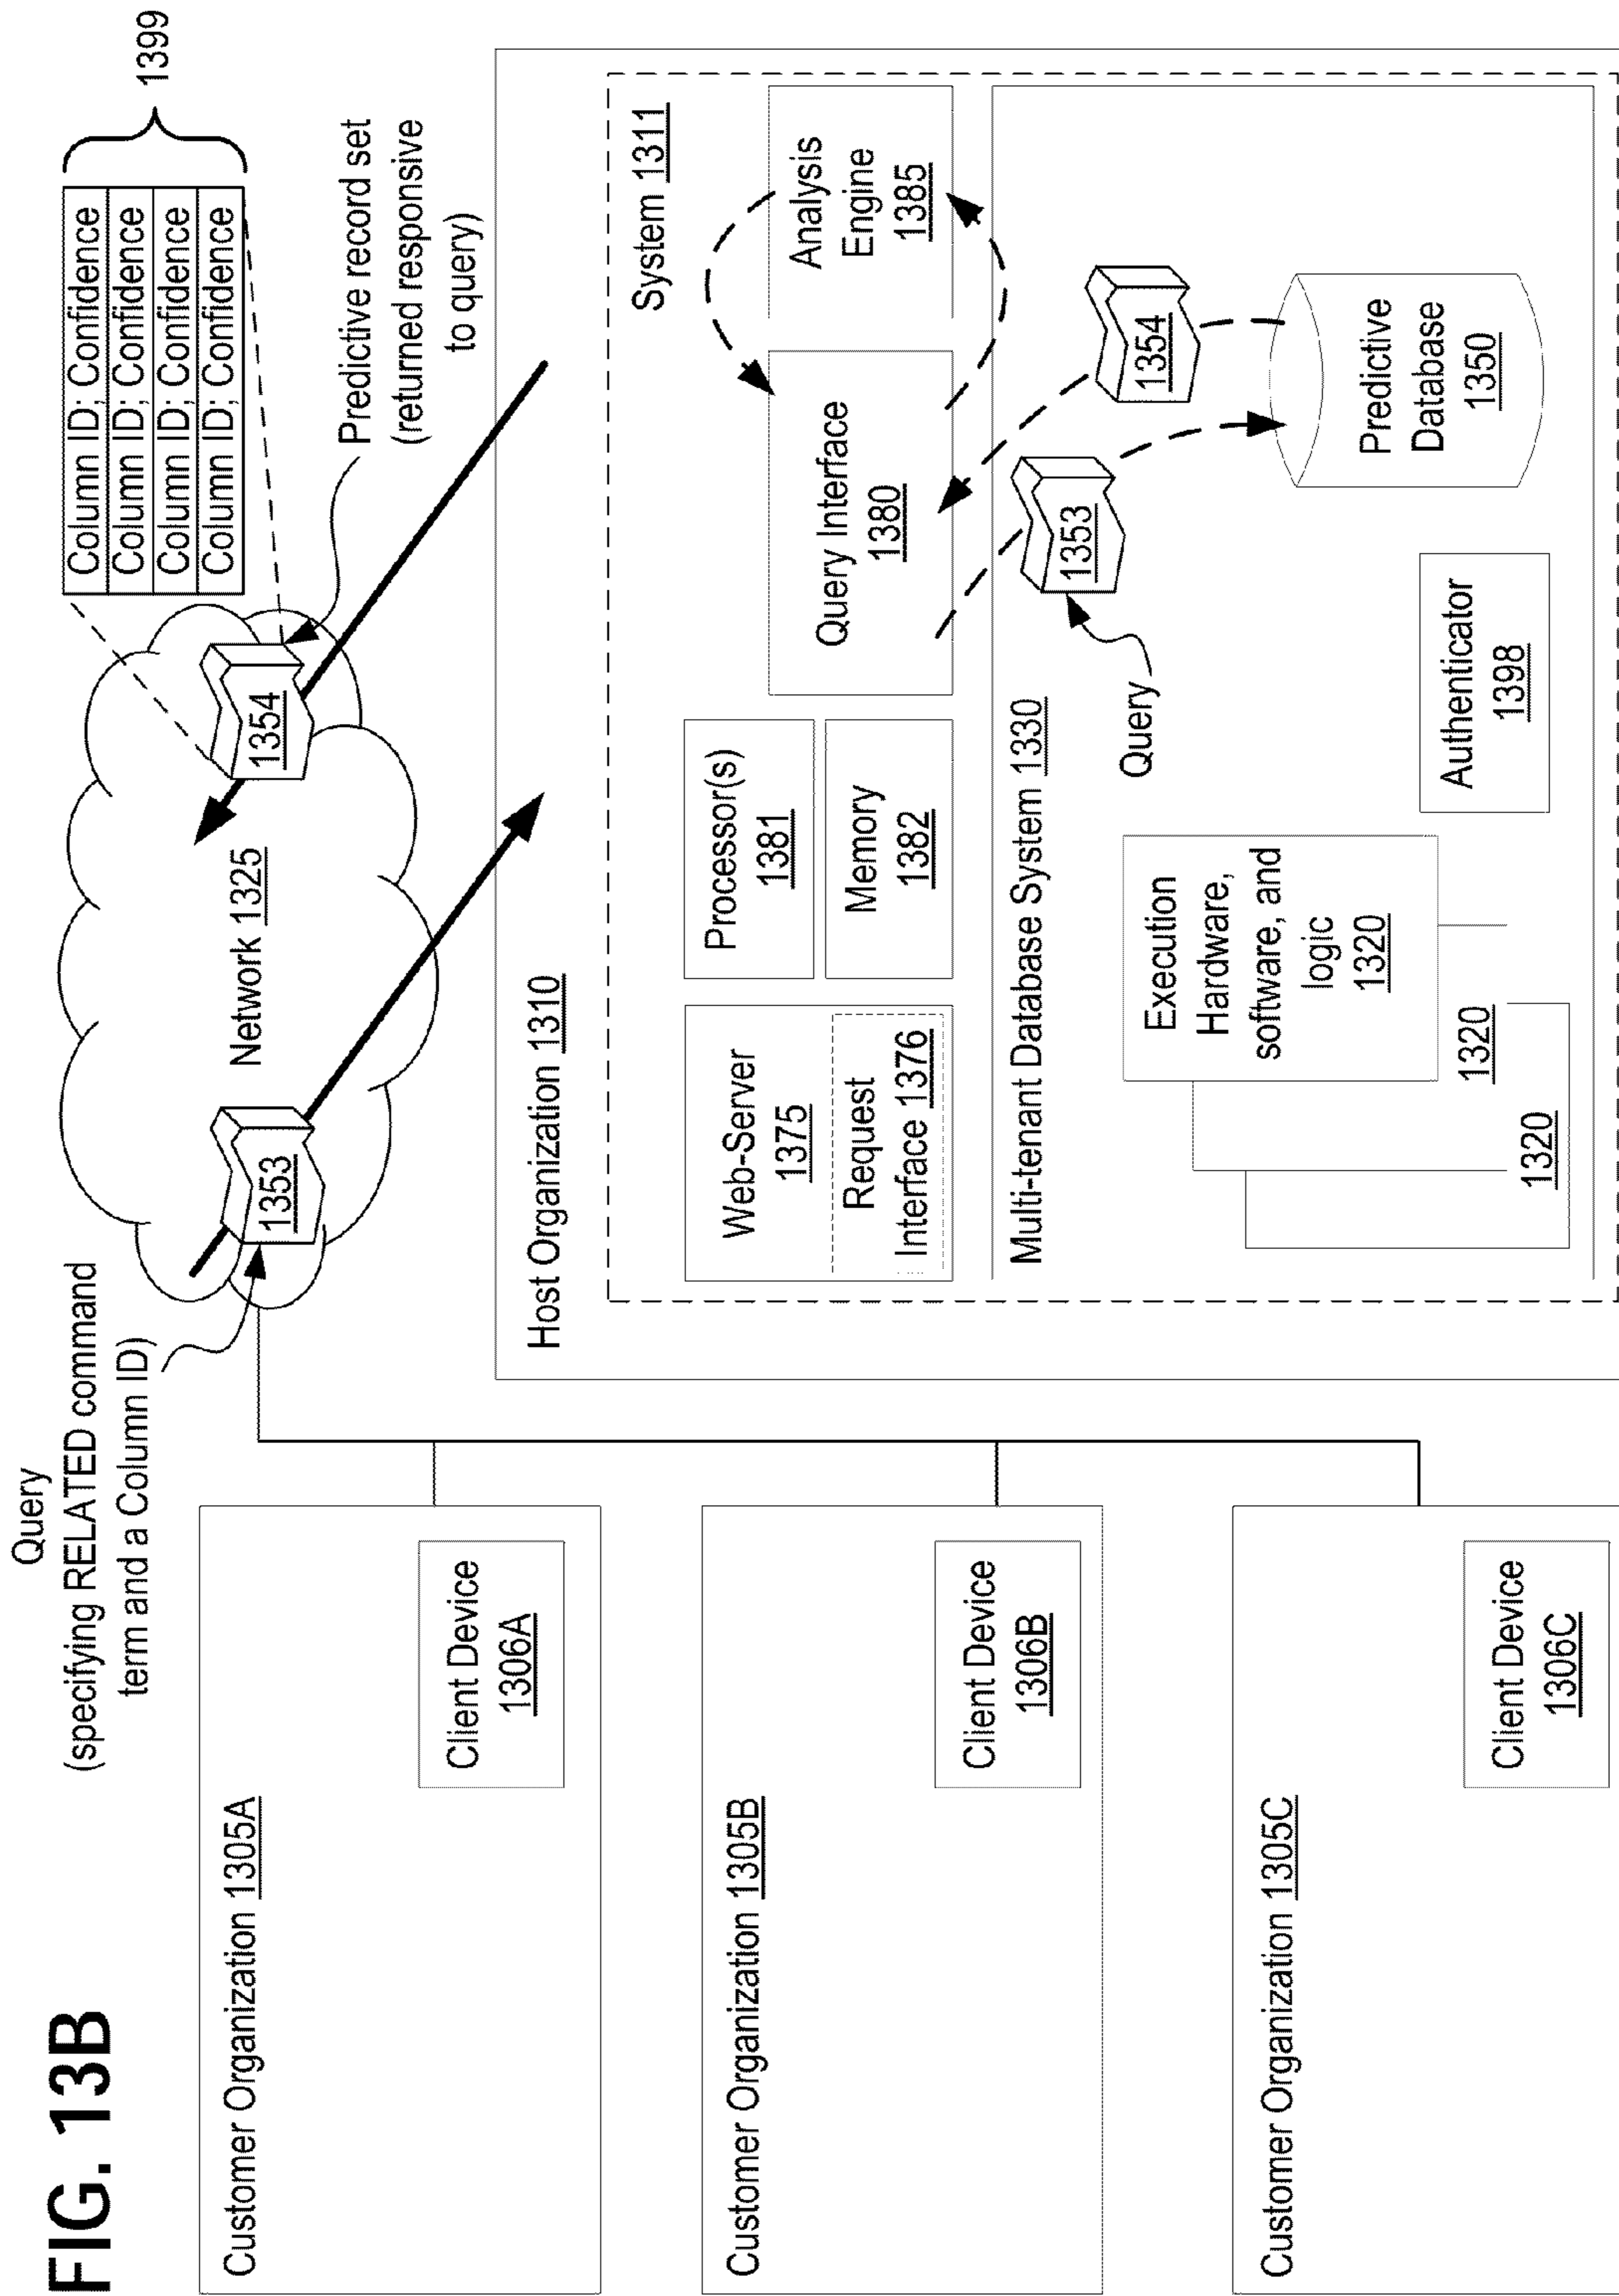 FIG. 13B
Query
(specifying RELATED command
term and a Column ID)
Customer Organization 1305A
Client Device
1306A
Customer Organization 1305B
Client Device
1306B
Customer Organization 1305C
Client Device
1306C
1353
Network 1325
1354
Column ID; Confidence
Column ID; Confidence
Column ID; Confidence
Column ID; Confidence
1399
Predictive record set
(returned responsive
to query)
Host Organization 1310
System 1311
Web-Server
1375
Request
Interface 1376
Processor(s)
1381
Memory
1382
Query Interface
1380
Analysis
Engine
1385
Multi-tenant Database System 1330
Query
1353
1354
Execution
Hardware,
software, and
logic
1320
1320
1320
Authenticator
1398
Predictive
Database
1350